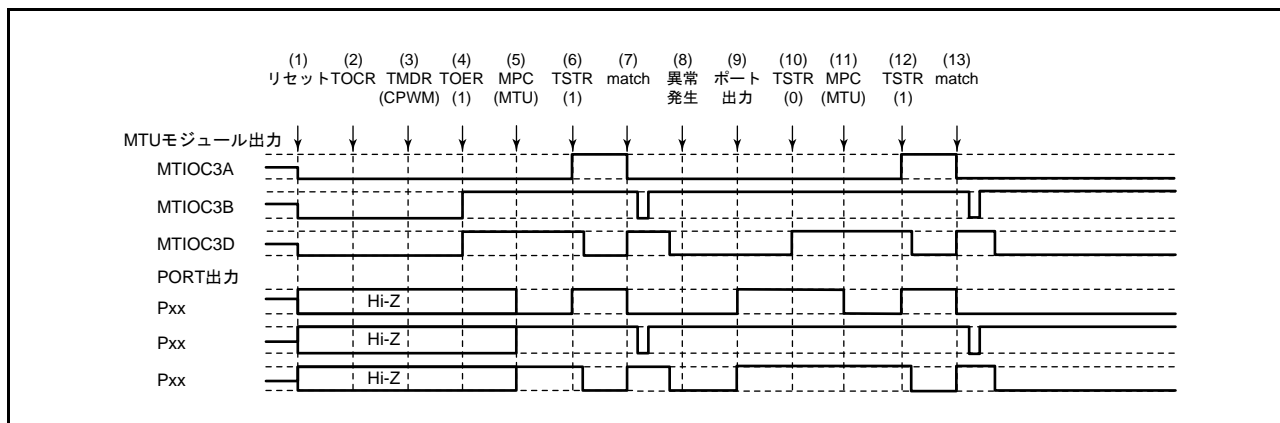 (1) (2) (3) (4) (5) (6) (7) (8) (9) (10) (11) (12) (13)
リセット TOCR TMDR TOER MPC TSTR match 異常 ポート TSTR MPC TSTR match
(CPWM) (1) (MTU) (1) 発生 出力 (0) (MTU) (1)
MTUモジュール出力
MTIOC3A
MTIOC3B
MTIOC3D
PORT出力
Pxx Hi-Z
Pxx Hi-Z
Pxx Hi-Z